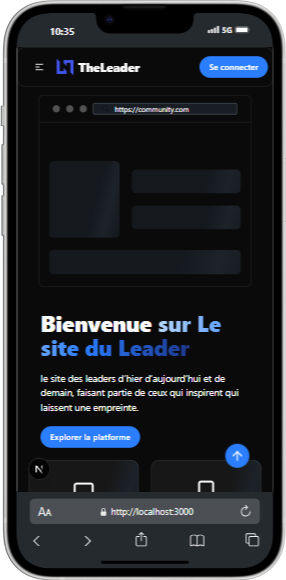 10:35
5G
TheLeader
Se connecter
https://community.com
Bienvenue sur Le
site du Leader
le site des leaders d'hier d'aujourd'hui et de
demain, faisant partie de ceux qui inspirent qui
laissent une empreinte.
Explorer la platforme
N
AA
http://localhost:3000